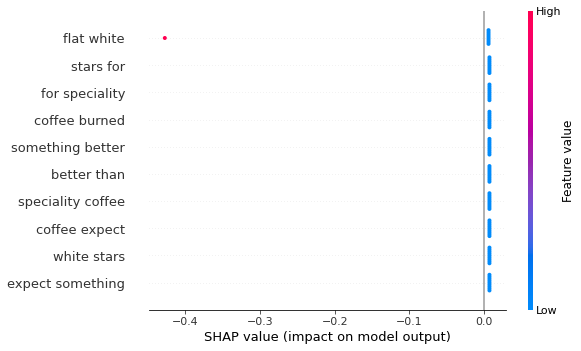 flat white
stars for
for speciality
coffee burned
something better
better than
speciality coffee
coffee expect
white stars
expect something
−0.4 −0.3 −0.2 −0.1 0.0
SHAP value (impact on model output)
High
Feature value
Low